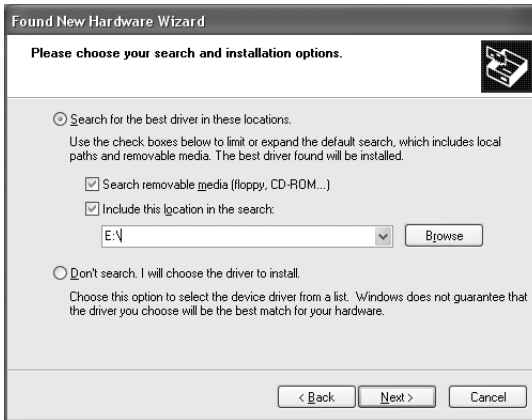 Found New Hardware Wizard
Please choose your search and installation options.
Search for the best driver in these locations.
Use the check boxes below to limit or expand the default search, which includes local
paths and removable media. The best driver found will be installed.
Search removable media (floppy, CD-ROM...)
Include this location in the search:
E:\
Browse
Don't search. I will choose the driver to install.
Choose this option to select the device driver from a list. Windows does not guarantee that
the driver you choose will be the best match for your hardware.
< Back
Next >
Cancel